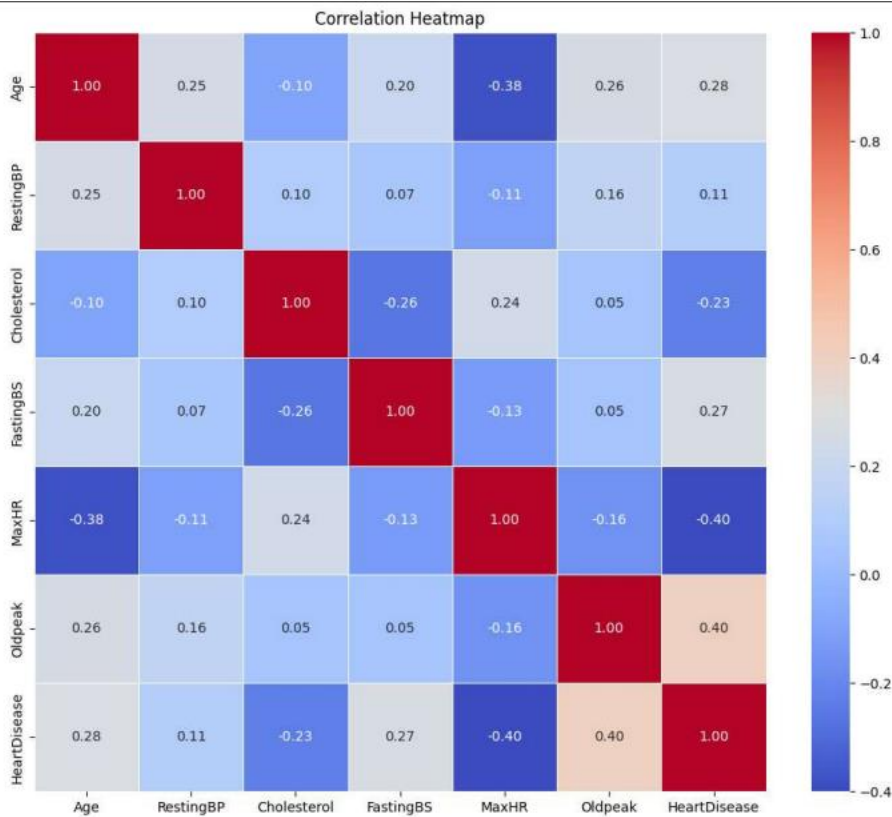 Correlation Heatmap
Age 1.00 0.25 -0.10 0.20 -0.38 0.26 0.28
RestingBP 0.25 1.00 0.10 0.07 -0.11 0.16 0.11
Cholesterol -0.10 0.10 1.00 -0.26 0.24 0.05 -0.23
FastingBS 0.20 0.07 -0.26 1.00 -0.13 0.05 0.27
MaxHR -0.38 -0.11 0.24 -0.13 1.00 -0.16 -0.40
Oldpeak 0.26 0.16 0.05 0.05 -0.16 1.00 0.40
HeartDisease 0.28 0.11 -0.23 0.27 -0.40 0.40 1.00
Age RestingBP Cholesterol FastingBS MaxHR Oldpeak HeartDisease
1.0
0.8
0.6
0.4
0.2
0.0
−0.2
−0.4